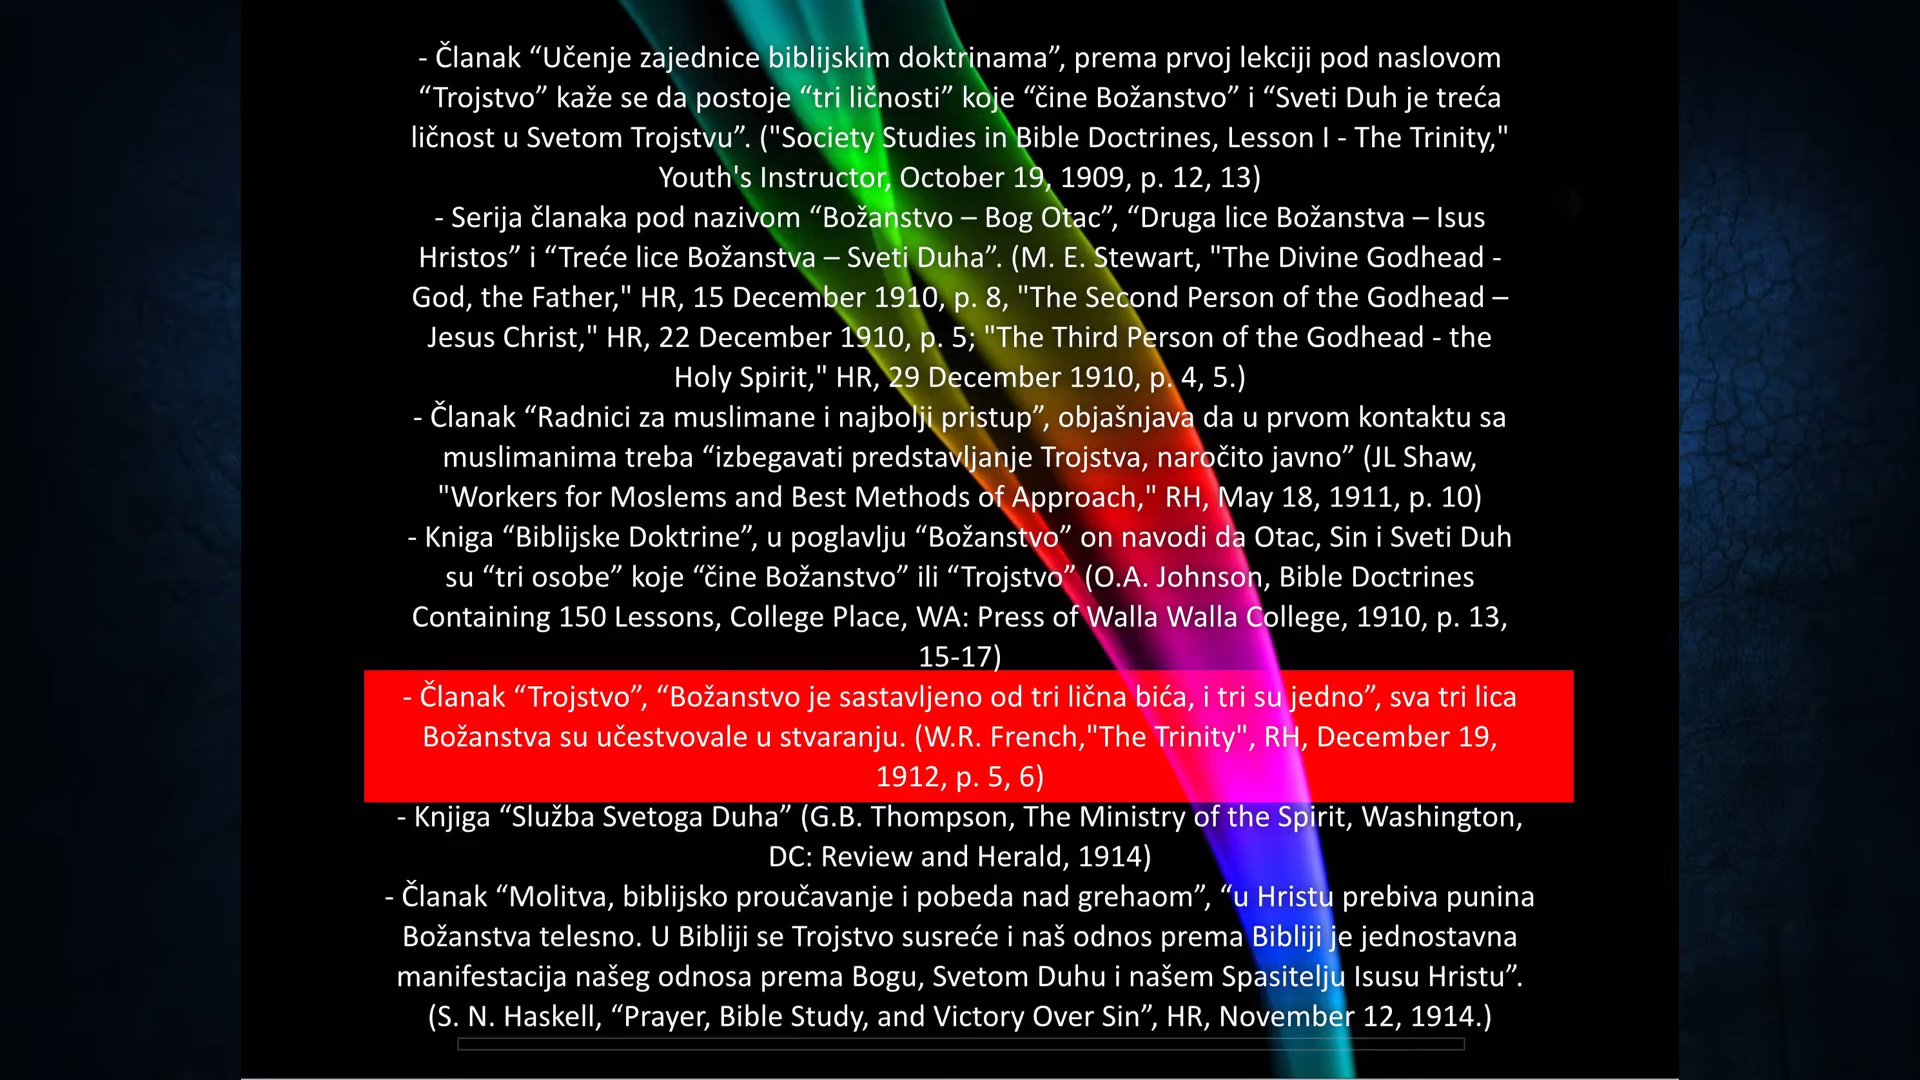 - Članak “Učenje zajednice biblijskim doktrinama”, prema prvoj lekciji pod naslovom
“Trojstvo” kaže se da postoje “tri ličnosti” koje “čine Božanstvo” i “Sveti Duh je treća
ličnost u Svetom Trojstvu”. ("Society Studies in Bible Doctrines, Lesson I - The Trinity,"
Youth's Instructor, October 19, 1909, p. 12, 13)
- Serija članaka pod nazivom “Božanstvo – Bog Otac”, “Druga lice Božanstva – Isus
Hristos” i “Treće lice Božanstva – Sveti Duha”. (M. E. Stewart, "The Divine Godhead -
God, the Father," HR, 15 December 1910, p. 8, "The Second Person of the Godhead –
Jesus Christ," HR, 22 December 1910, p. 5; "The Third Person of the Godhead - the
Holy Spirit," HR, 29 December 1910, p. 4, 5.)
- Članak “Radnici za muslimane i najbolji pristup”, objašnjava da u prvom kontaktu sa
muslimanima treba “izbegavati predstavljanje Trojstva, naročito javno” (JL Shaw,
"Workers for Moslems and Best Methods of Approach," RH, May 18, 1911, p. 10)
- Kniga “Biblijske Doktrine”, u poglavlju “Božanstvo” on navodi da Otac, Sin i Sveti Duh
su “tri osobe” koje “čine Božanstvo” ili “Trojstvo” (O.A. Johnson, Bible Doctrines
Containing 150 Lessons, College Place, WA: Press of Walla Walla College, 1910, p. 13,
15-17)
- Članak “Trojstvo”, “Božanstvo je sastavljeno od tri lična bića, i tri su jedno”, sva tri lica
Božanstva su učestvovale u stvaranju. (W.R. French,"The Trinity", RH, December 19,
1912, p. 5, 6)
- Knjiga “Služba Svetoga Duha” (G.B. Thompson, The Ministry of the Spirit, Washington,
DC: Review and Herald, 1914)
- Članak “Molitva, biblijsko proučavanje i pobeda nad grehaom”, “u Hristu prebiva punina
Božanstva telesno. U Bibliji se Trojstvo susreće i naš odnos prema Bibliji je jednostavna
manifestacija našeg odnosa prema Bogu, Svetom Duhu i našem Spasitelju Isusu Hristu”.
(S. N. Haskell, “Prayer, Bible Study, and Victory Over Sin”, HR, November 12, 1914.)